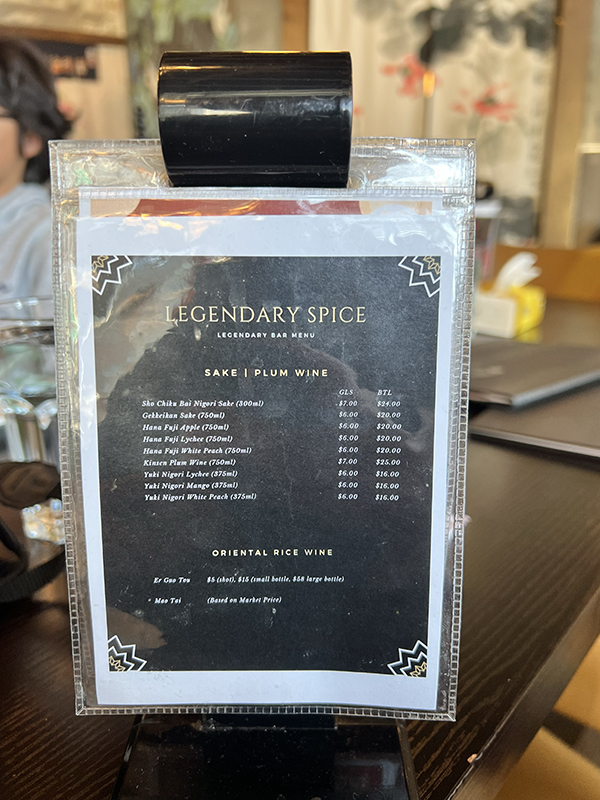 LEGENDARY SPICE
LEGENDARY BAR MENU
SAKE | PLUM WINE
GLS BTL
Sho Chiku Bai Nigori Sake (300ml) $7.00 $24.00
Gekkeikan Sake (750ml) $6.00 $20.00
Hana Fuji Apple (750ml) $6.00 $20.00
Hana Fuji Lychee (750ml) $6.00 $20.00
Hana Fuji White Peach (750ml) $6.00 $20.00
Kinsen Plum Wine (750ml) $7.00 $25.00
Yuki Nigori Lychee (375ml) $6.00 $16.00
Yuki Nigori Mango (375ml) $6.00 $16.00
Yuki Nigori White Peach (375ml) $6.00 $16.00
ORIENTAL RICE WINE
Er Guo Tou $5 (shot), $15 (small bottle, $58 large bottle)
Mao Tai (Based on Market Price)